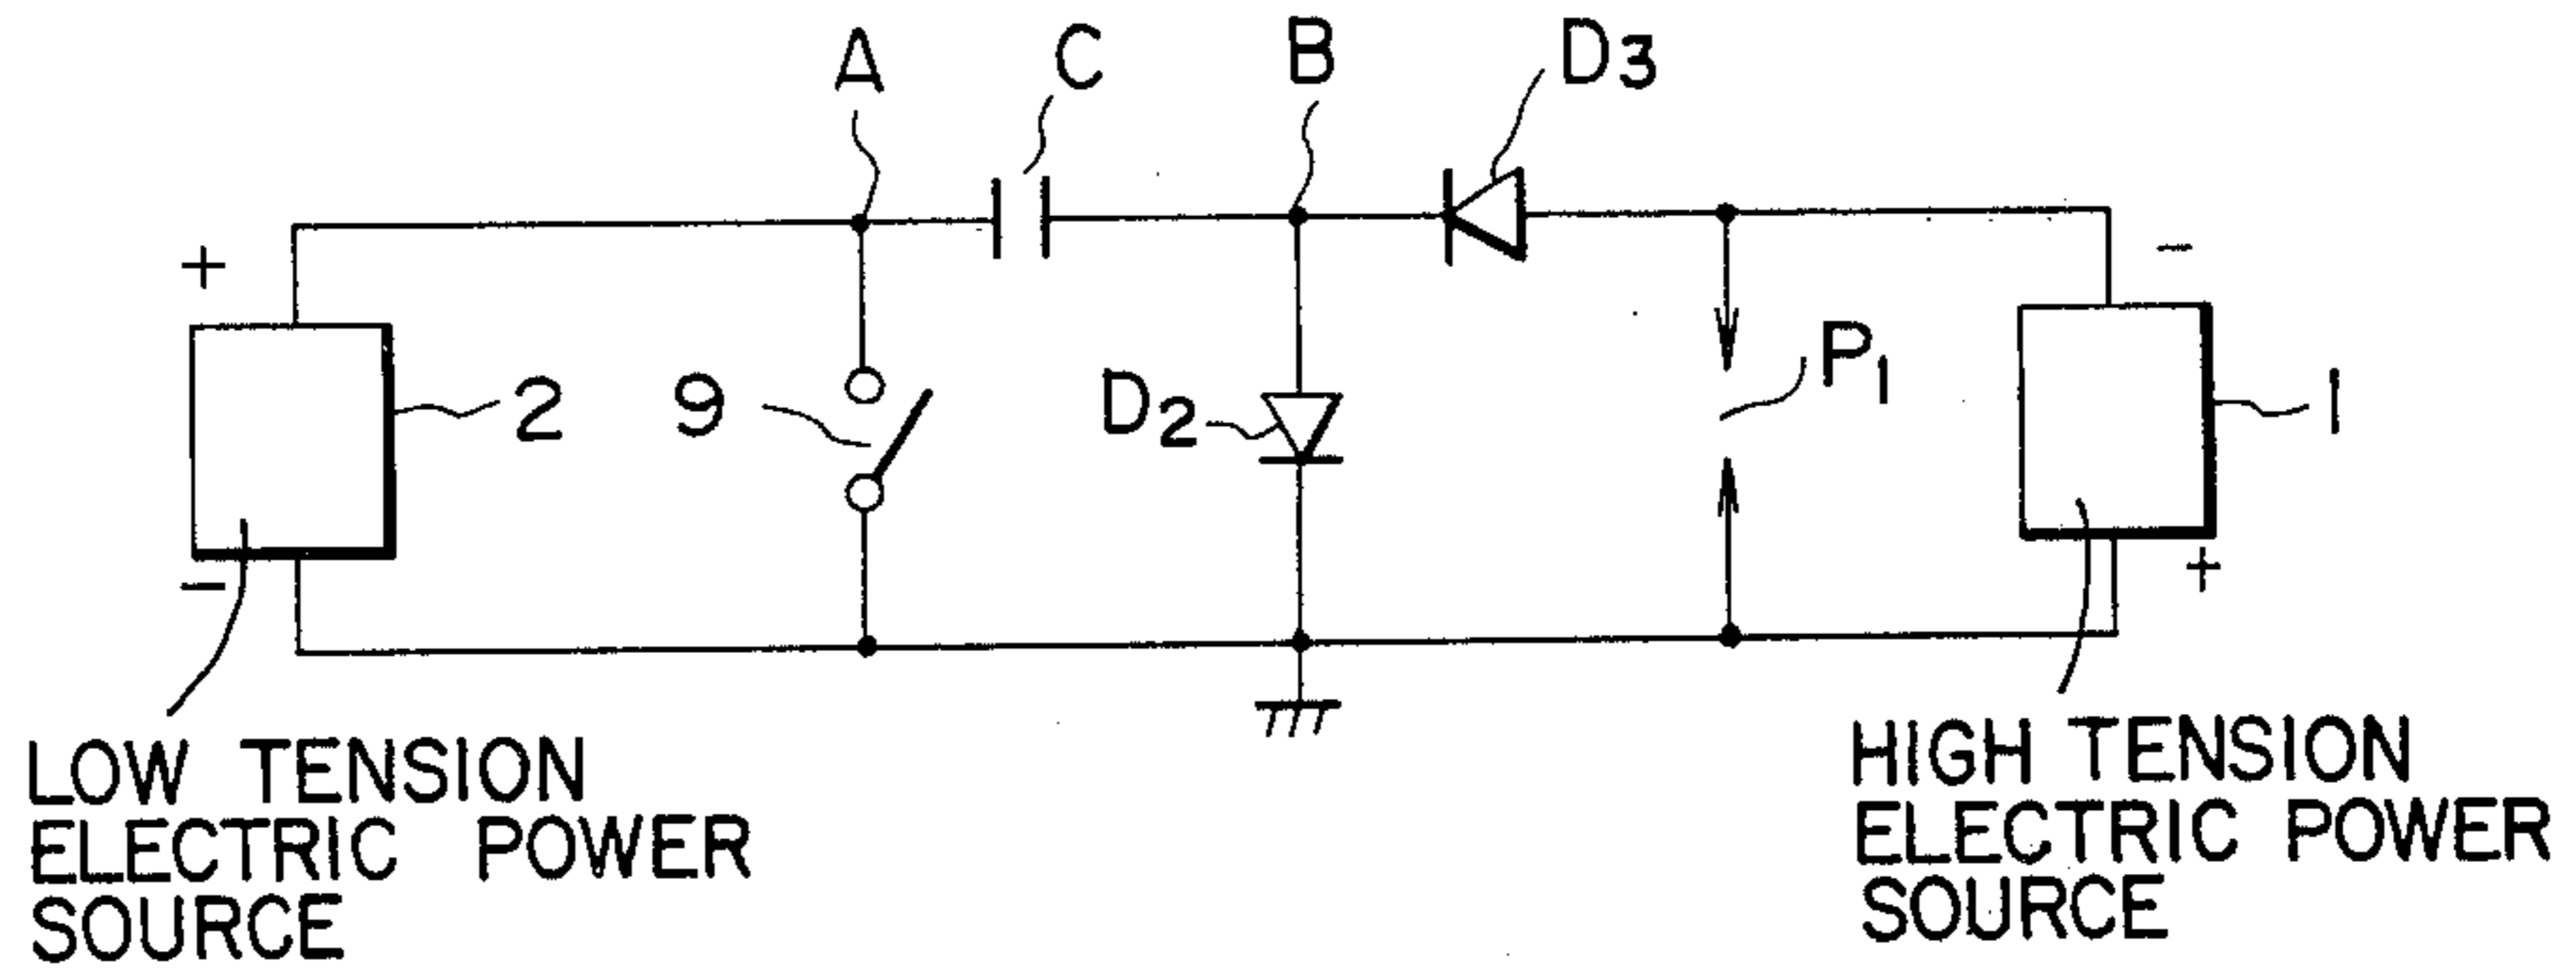 A
C
B
D3
+
-
2
9
D2
P1
-
1
+
-
LOW TENSION
ELECTRIC POWER
SOURCE
HIGH TENSION
ELECTRIC POWER
SOURCE